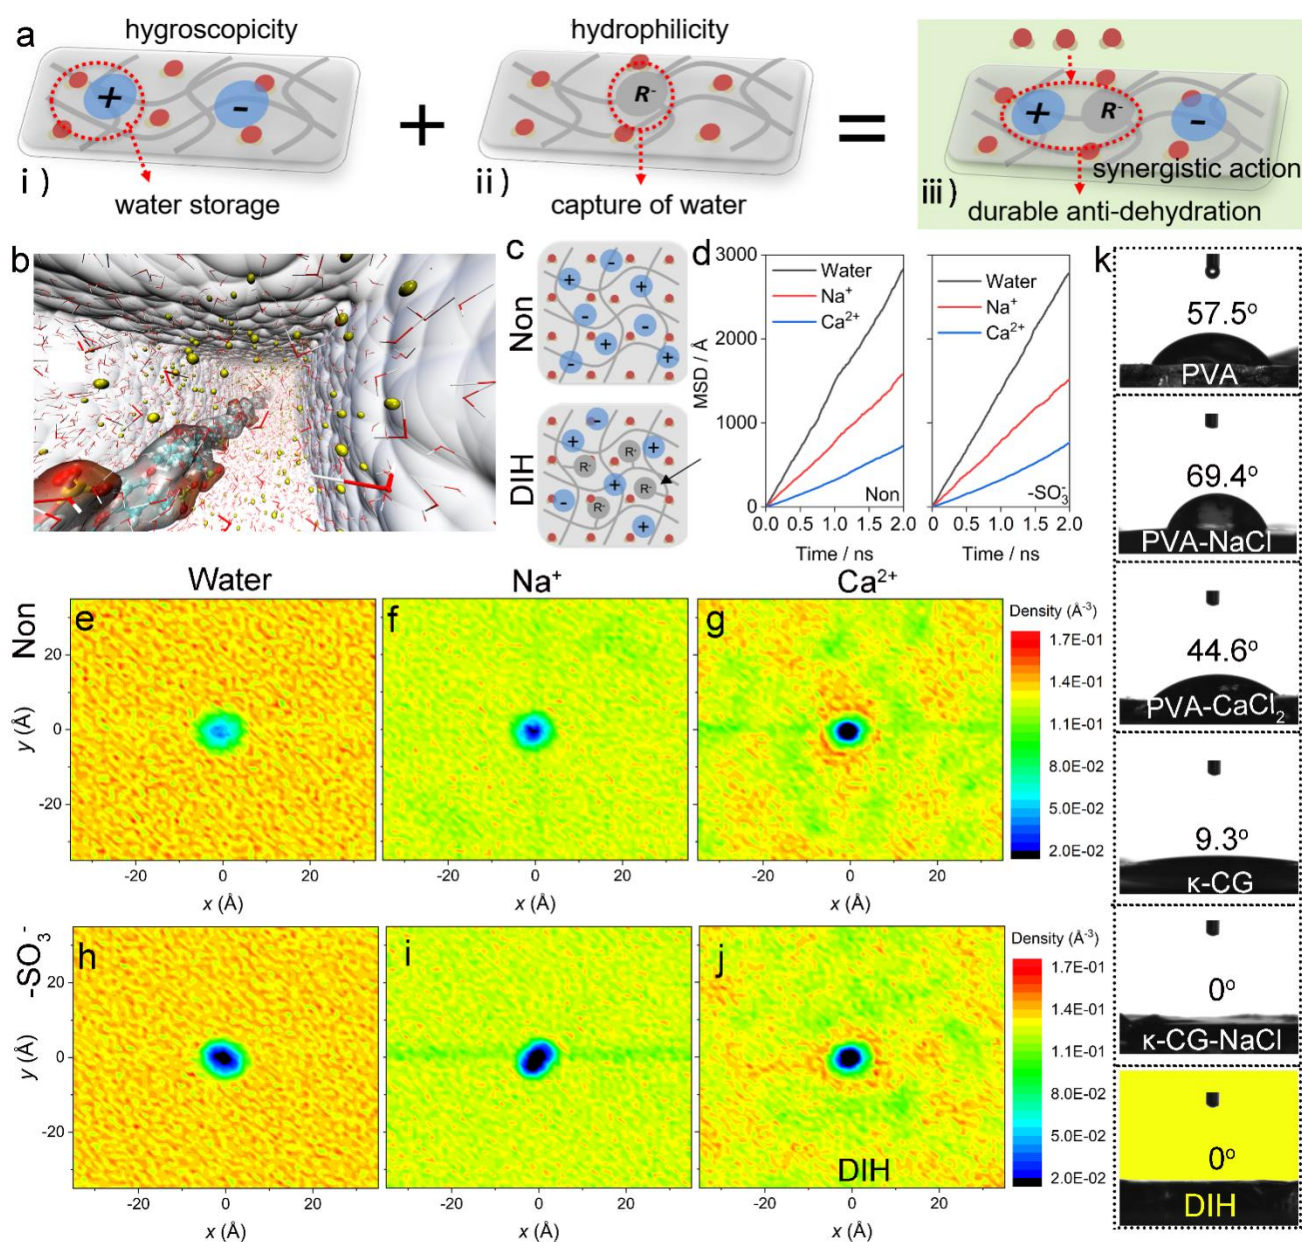 a
hygroscopicity
hydrophilicity
+
-
R-
+
=
+
R-
-
i)
water storage
ii)
capture of water
iii)
synergistic action
durable anti-dehydration
b
c
Non
+
-
+
+
-
-
+
-
+
DIH
-
+
R-
+
R-
+
R-
-
R-
+
d
3000
2000
1000
0
MSD / Å
Water
Na+
Ca2+
Non
0.0
0.5
1.0
1.5
2.0
Time / ns
Water
Na+
Ca2+
-SO3-
0
0.5
1.0
1.5
2.0
Time / ns
k
57.5o
PVA
69.4o
PVA-NaCl
44.6o
PVA-CaCl2
9.3o
κ-CG
0o
κ-CG-NaCl
0o
DIH
Water
Na+
Ca2+
Non
e
20
0
-20
y (Å)
-20
0
20
x (Å)
f
-20
0
20
x (Å)
g
-20
0
20
x (Å)
Density (Å-3)
1.7E-01
1.4E-01
1.1E-01
8.0E-02
5.0E-02
2.0E-02
-SO3-
h
20
0
-20
y (Å)
-20
0
20
x (Å)
i
-20
0
20
x (Å)
j
DIH
-20
0
20
x (Å)
Density (Å-3)
1.7E-01
1.4E-01
1.1E-01
8.0E-02
5.0E-02
2.0E-02